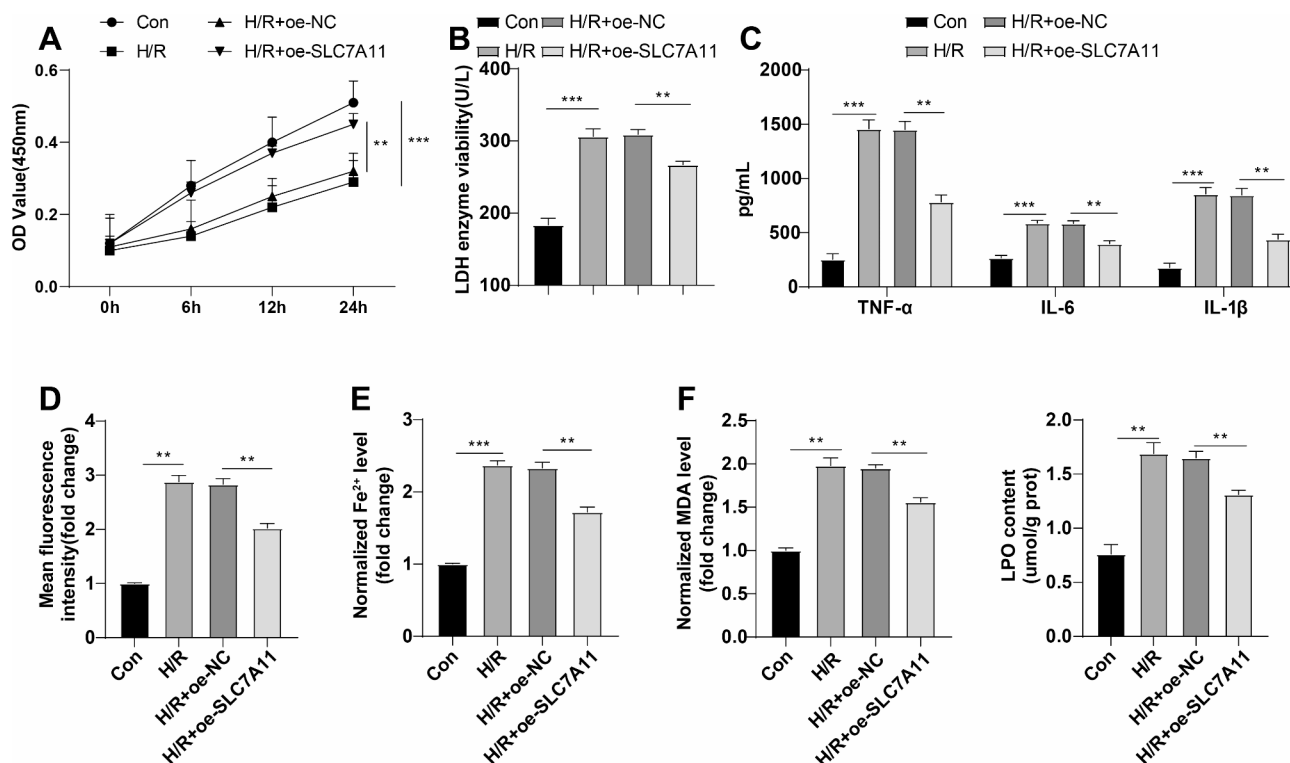 A
Con
H/R
H/R+oe-NC
H/R+oe-SLC7A11
OD Value(450nm)
0.6
0.4
0.2
0.0
0h
6h
12h
24h
**
***
B
Con
H/R
H/R+oe-NC
H/R+oe-SLC7A11
LDH enzyme viability(U/L)
400
300
200
100
***
**
C
Con
H/R
H/R+oe-NC
H/R+oe-SLC7A11
pg/mL
2000
1500
1000
500
0
***
**
***
**
***
**
TNF-α
IL-6
IL-1β
D
Mean fluorescence
intensity(fold change)
4
3
2
1
0
**
**
Con
H/R
H/R+oe-NC
H/R+oe-SLC7A11
E
Normalized Fe²⁺ level
(fold change)
3
2
1
0
***
**
Con
H/R
H/R+oe-NC
H/R+oe-SLC7A11
F
Normalized MDA level
(fold change)
2.5
2.0
1.5
1.0
0.5
0.0
**
**
Con
H/R
H/R+oe-NC
H/R+oe-SLC7A11
LPO content
(umol/g prot)
2.0
1.5
1.0
0.5
0.0
**
**
Con
H/R
H/R+oe-NC
H/R+oe-SLC7A11